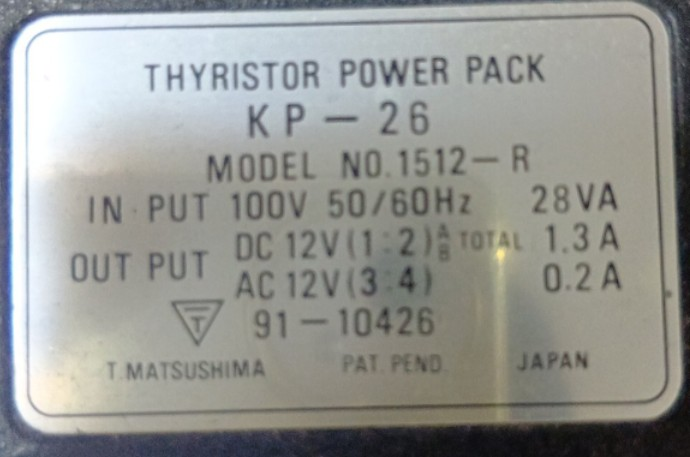 THYRISTOR POWER PACK
KP-26
MODEL NO.1512-R
IN PUT 100V 50/60Hz 28VA
OUT PUT DC 12V(1:2) A B TOTAL 1.3A
AC 12V(3:4) 0.2A
T 91-10426
T.MATSUSHIMA PAT. PEND. JAPAN